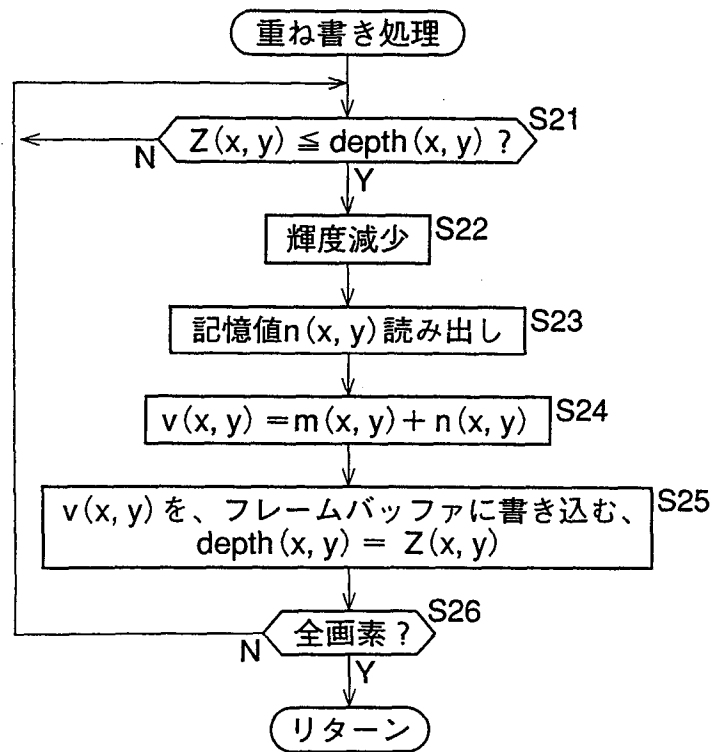 重ね書き処理
Z(x, y) ≦ depth(x, y) ?
S21
N
Y
輝度減少
S22
記憶値n(x, y)読み出し
S23
v(x, y) = m(x, y) + n(x, y)
S24
v(x, y) を、フレームバッファに書き込む、
depth(x, y) = Z(x, y)
S25
全画素 ?
S26
N
Y
リターン